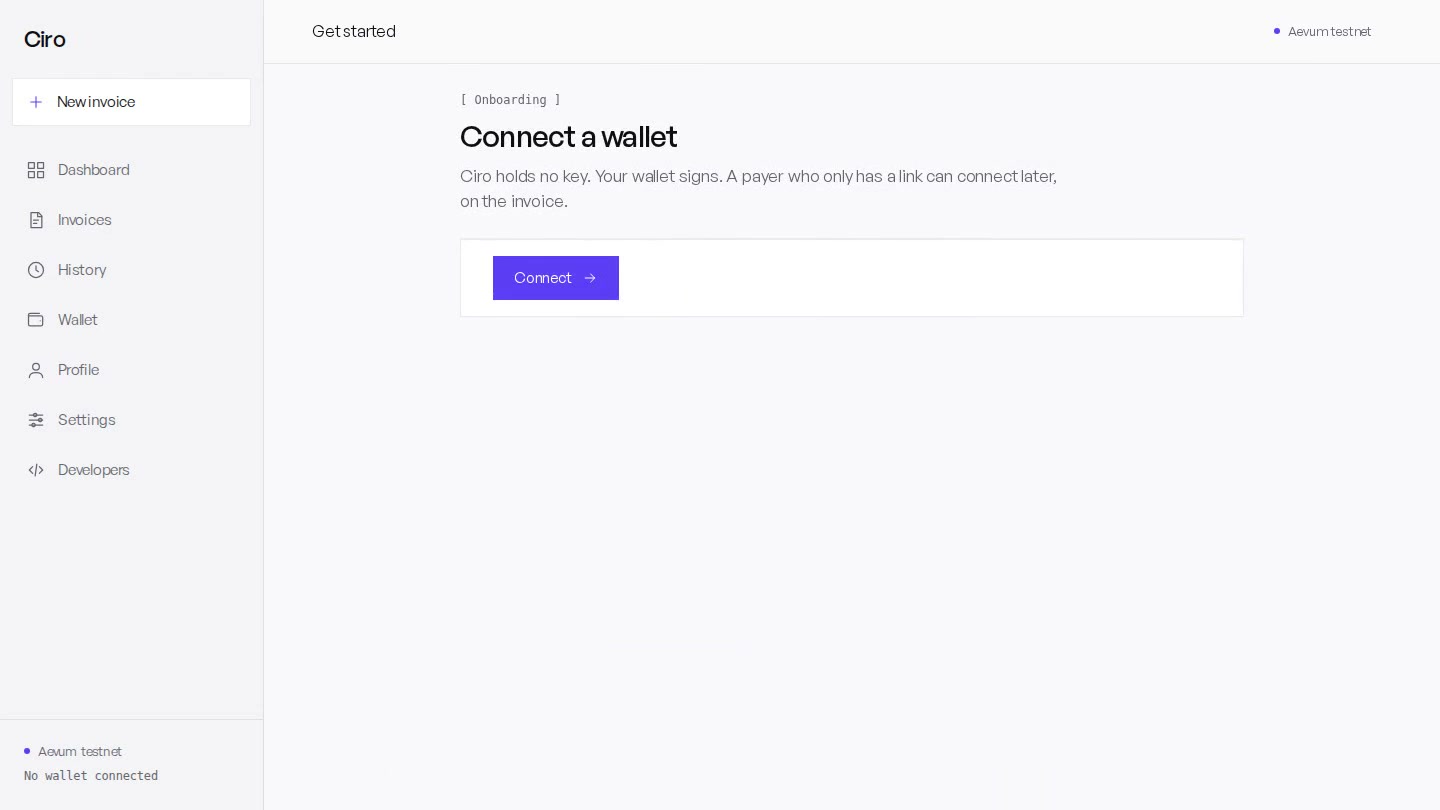 Ciro
New invoice
Dashboard
Invoices
History
Wallet
Profile
Settings
Developers
Aevum testnet
No wallet connected
Get started
Aevum testnet
[ Onboarding ]
Connect a wallet
Ciro holds no key. Your wallet signs. A payer who only has a link can connect later,
on the invoice.
Connect →